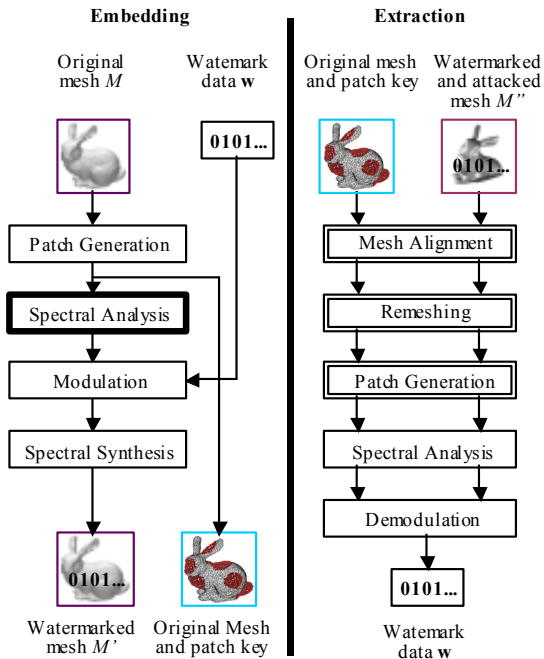 Embedding
Original
mesh M
Watemark
data w
0101...
Patch Generation
Spectral Analysis
Modulation
Spectral Synthesis
0101...
Watermarked
mesh M'
Original Mesh
and patch key
Extraction
Original mesh
and patch key
Watermarked
and attacked
mesh M''
0101...
Mesh Alignment
Remeshing
Patch Generation
Spectral Analysis
Demodulation
0101...
Watermark
data w